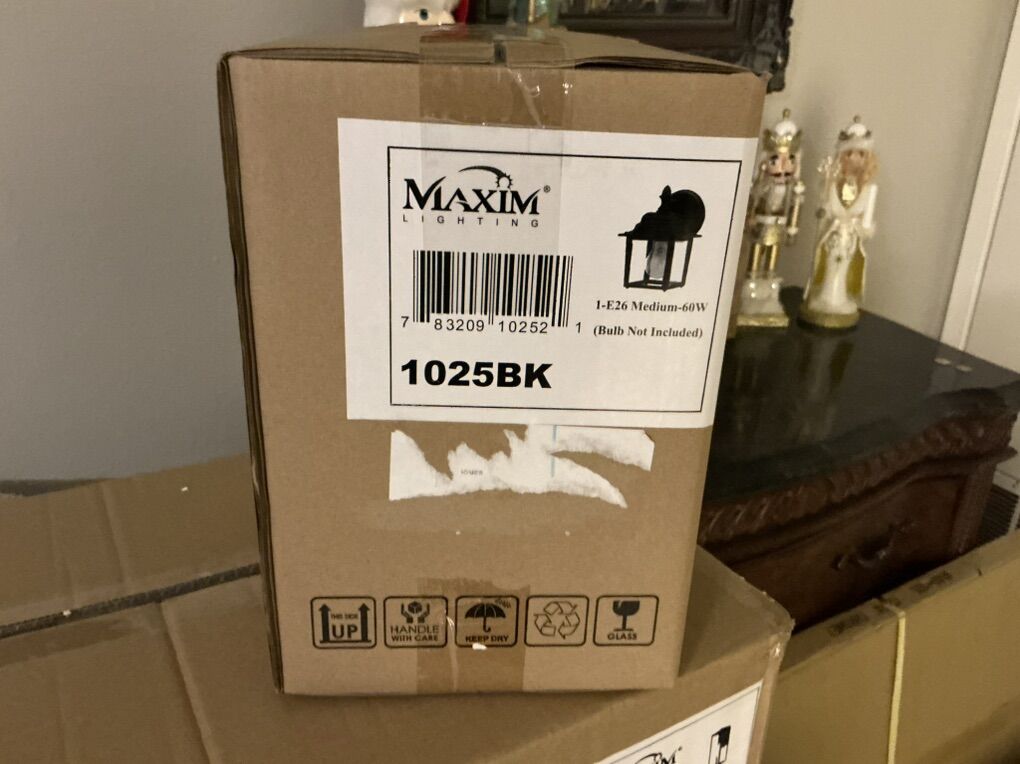 MAXIM®
LIGHTING
7 83209 10252 1
1-E26 Medium-60W
(Bulb Not Included)
1025BK
THIS SIDE
UP
HANDLE
WITH CARE
KEEP DRY
GLASS